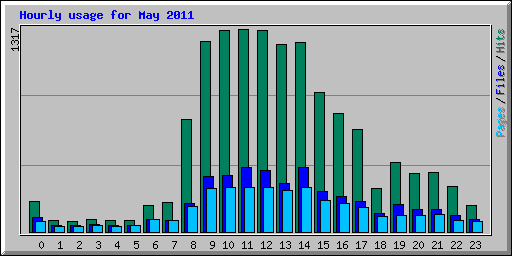 Hourly usage for May 2011
1317
Pages / Files / Hits
0 1 2 3 4 5 6 7 8 9 10 11 12 13 14 15 16 17 18 19 20 21 22 23